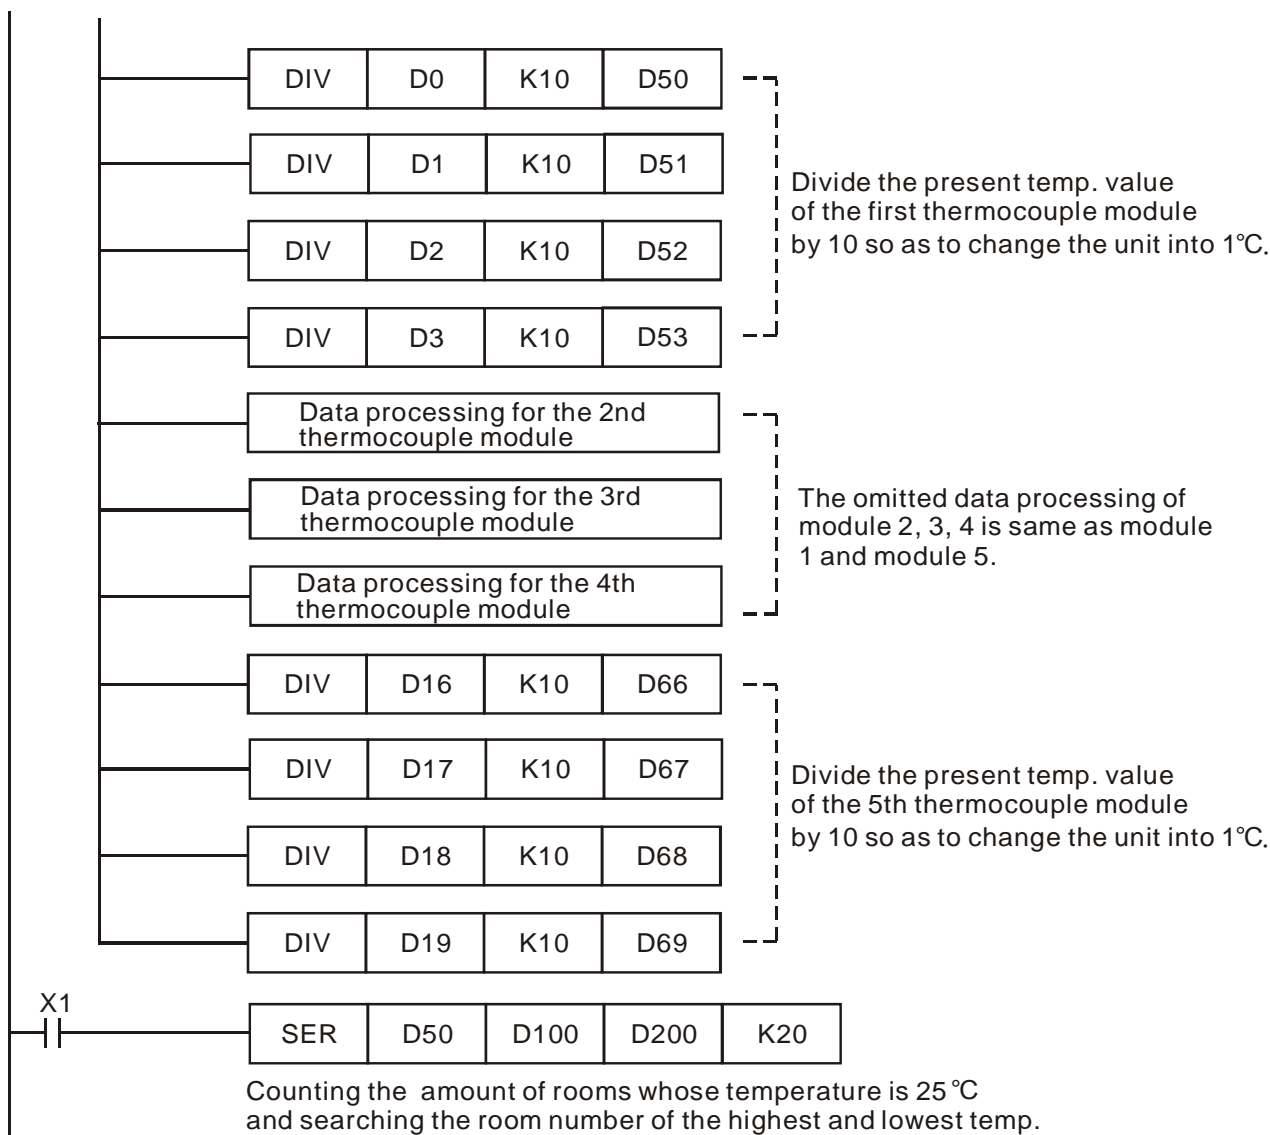 DIV D0 K10 D50
DIV D1 K10 D51
Divide the present temp. value
of the first thermocouple module
by 10 so as to change the unit into 1℃.
DIV D2 K10 D52
DIV D3 K10 D53
Data processing for the 2nd
thermocouple module
Data processing for the 3rd
thermocouple module
The omitted data processing of
module 2, 3, 4 is same as module
1 and module 5.
Data processing for the 4th
thermocouple module
DIV D16 K10 D66
DIV D17 K10 D67
Divide the present temp. value
of the 5th thermocouple module
by 10 so as to change the unit into 1℃.
DIV D18 K10 D68
DIV D19 K10 D69
X1
SER D50 D100 D200 K20
Counting the amount of rooms whose temperature is 25℃
and searching the room number of the highest and lowest temp.